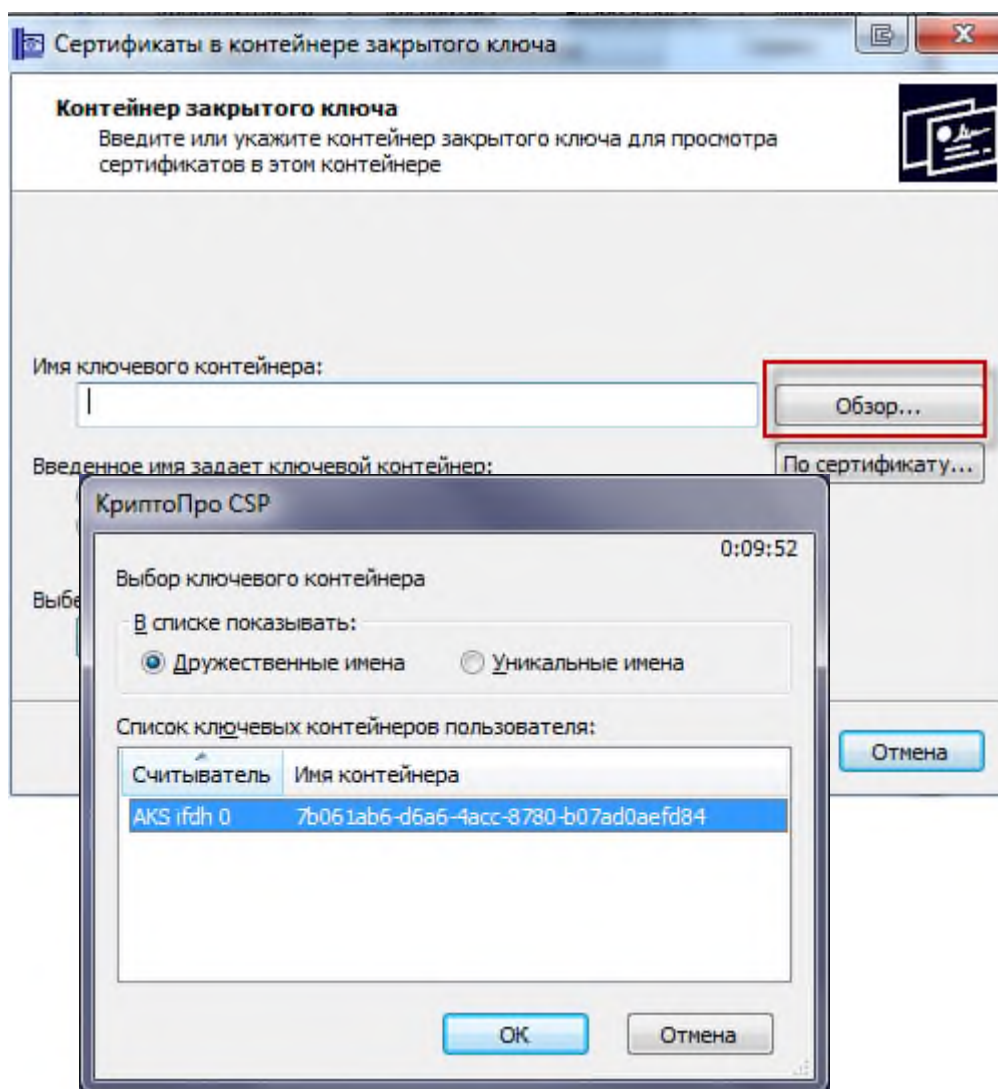 Сертификаты в контейнере закрытого ключа
Контейнер закрытого ключа
Введите или укажите контейнер закрытого ключа для просмотра
сертификатов в этом контейнере
Имя ключевого контейнера:
Обзор...
Введенное имя задает ключевой контейнер:
По сертификату...
КриптоПро CSP
0:09:52
Выбор ключевого контейнера
В списке показывать:
Дружественные имена
Уникальные имена
Список ключевых контейнеров пользователя:
Считыватель Имя контейнера
AKS ifdh 0 7b061ab6-d6a6-4acc-8780-b07ad0aefd84
OK
Отмена
Отмена